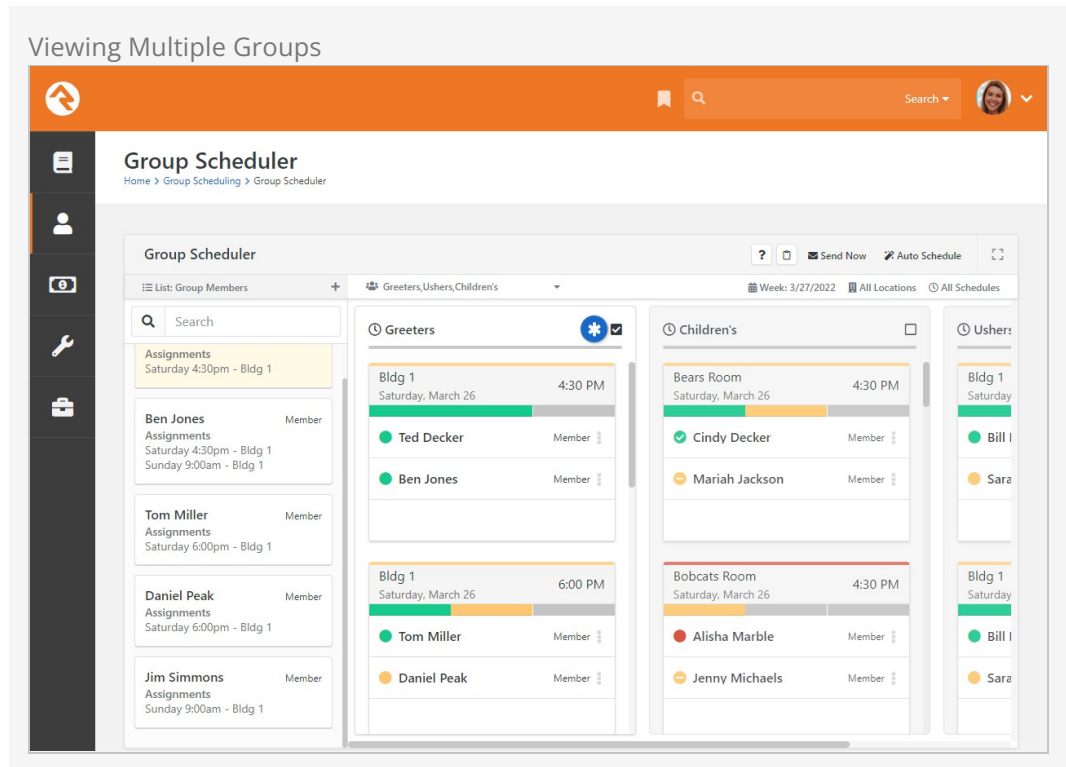 Viewing Multiple Groups
Search
Group Scheduler
Home > Group Scheduling > Group Scheduler
Group Scheduler
? Send Now Auto Schedule
List: Group Members +
Greeters,Ushers,Children's
Week: 3/27/2022 All Locations All Schedules
Search
Assignments
Saturday 4:30pm - Bldg 1
Ben Jones Member
Assignments
Saturday 4:30pm - Bldg 1
Sunday 9:00am - Bldg 1
Tom Miller Member
Assignments
Saturday 6:00pm - Bldg 1
Daniel Peak Member
Assignments
Saturday 6:00pm - Bldg 1
Jim Simmons Member
Assignments
Sunday 9:00am - Bldg 1
Greeters
Bldg 1 4:30 PM
Saturday, March 26
Ted Decker Member
Ben Jones Member
Bldg 1 6:00 PM
Saturday, March 26
Tom Miller Member
Daniel Peak Member
Children's
Bears Room 4:30 PM
Saturday, March 26
Cindy Decker Member
Mariah Jackson Member
Bobcats Room 4:30 PM
Saturday, March 26
Alisha Marble Member
Jenny Michaels Member
Ushers
Bldg 1
Saturday
Bill
Sara
Bldg 1
Saturday
Bill
Sara